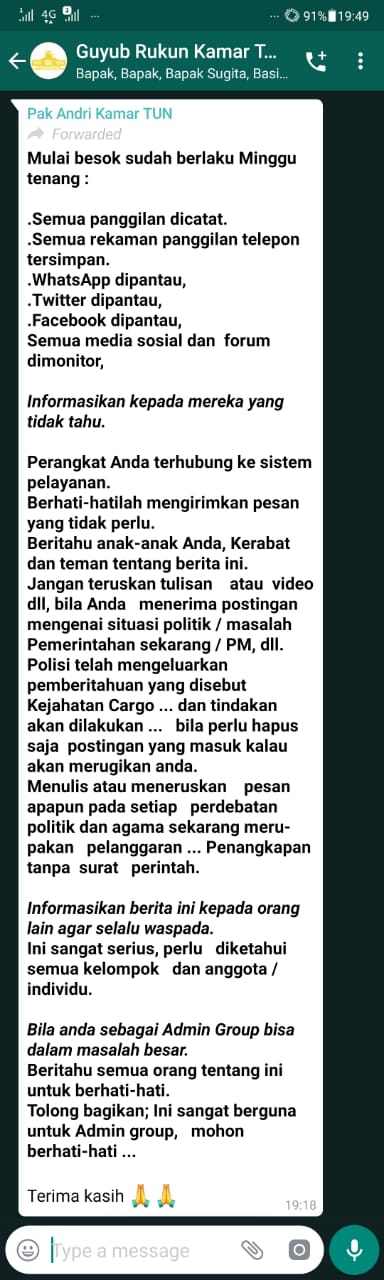 4G 91% 19:49
Guyub Rukun Kamar T...
Bapak, Bapak, Bapak Sugita, Basi...
Pak Andri Kamar TUN
Forwarded
Mulai besok sudah berlaku Minggu
tenang :
.Semua panggilan dicatat.
.Semua rekaman panggilan telepon
tersimpan.
.WhatsApp dipantau,
.Twitter dipantau,
.Facebook dipantau,
Semua media sosial dan forum
dimonitor,
Informasikan kepada mereka yang
tidak tahu.
Perangkat Anda terhubung ke sistem
pelayanan.
Berhati-hatilah mengirimkan pesan
yang tidak perlu.
Beritahu anak-anak Anda, Kerabat
dan teman tentang berita ini.
Jangan teruskan tulisan atau video
dll, bila Anda menerima postingan
mengenai situasi politik / masalah
Pemerintahan sekarang / PM, dll.
Polisi telah mengeluarkan
pemberitahuan yang disebut
Kejahatan Cargo ... dan tindakan
akan dilakukan ... bila perlu hapus
saja postingan yang masuk kalau
akan merugikan anda.
Menulis atau meneruskan pesan
apapun pada setiap perdebatan
politik dan agama sekarang meru-
pakan pelanggaran ... Penangkapan
tanpa surat perintah.
Informasikan berita ini kepada orang
lain agar selalu waspada.
Ini sangat serius, perlu diketahui
semua kelompok dan anggota /
individu.
Bila anda sebagai Admin Group bisa
dalam masalah besar.
Beritahu semua orang tentang ini
untuk berhati-hati.
Tolong bagikan; Ini sangat berguna
untuk Admin group, mohon
berhati-hati ...
Terima kasih 🙏 🙏
19:18
Type a message